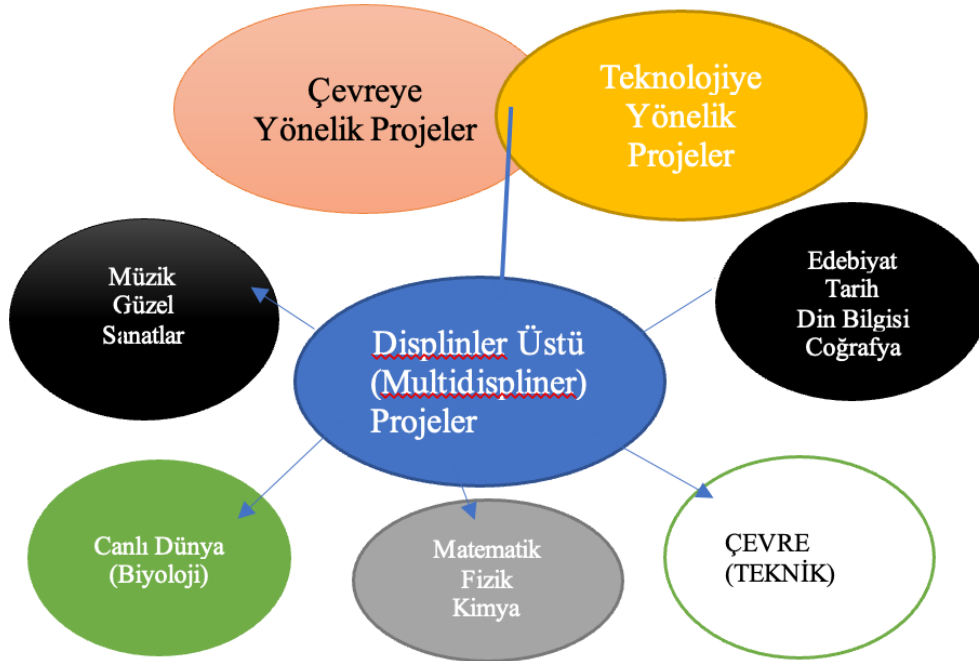 Çevreye
Yönelik Projeler
Teknolojiye
Yönelik
Projeler
Müzik
Güzel
Sanatlar
Edebiyat
Tarih
Din Bilgisi
Coğrafya
Displinler Üstü
(Multidispliner)
Projeler
Canlı Dünya
(Biyoloji)
Matematik
Fizik
Kimya
ÇEVRE
(TEKNİK)